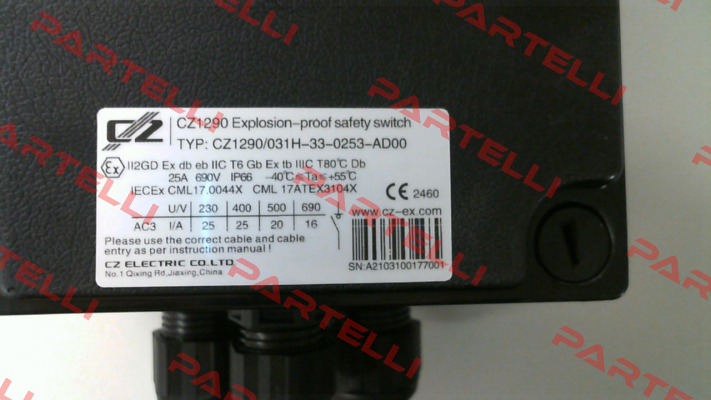 CZ
CZ1290 Explosion-proof safety switch
TYP: CZ1290/031H-33-0253-AD00
Ex II2GD Ex db eb IIC T6 Gb Ex tb IIIC T80℃ Db
25A 690V IP66 -40℃≤Ta≤+55℃
IECEx CML17.0044X CML 17ATEX3104X
CE 2460
U/V 230 400 500 690
www.cz-ex.com
AC3 I/A 25 25 20 16
Please use the correct cable and cable
entry as per instruction manual !
CZ ELECTRIC CO.LTD
No.1 Qixing Rd,Jiaxing,China
SN:A2103100177001
PARTELLI
PARTELLI
PARTELLI
PARTELLI
PARTELLI
PARTELLI